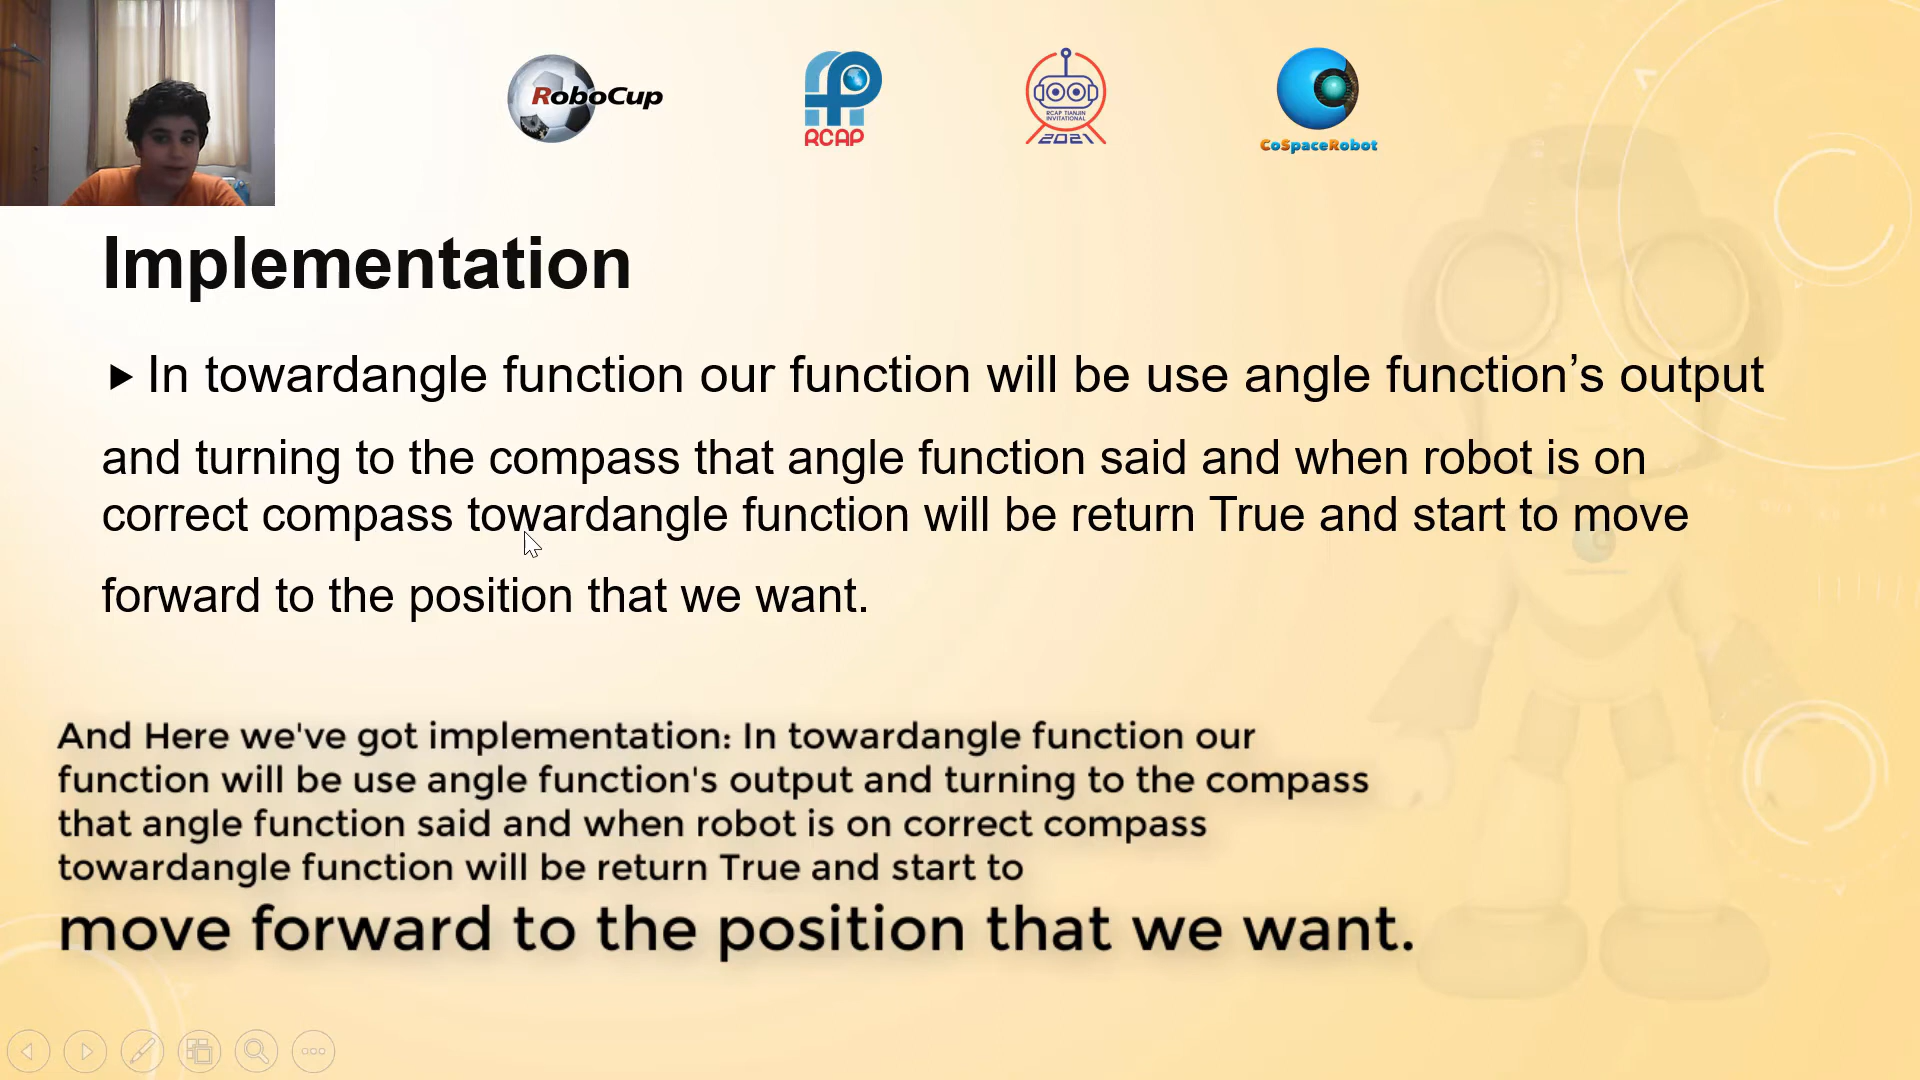 RoboCup
RCAP
RCAP TIANJIN
INVITATIONAL
2021
CoSpaceRobot
Implementation
In towardangle function our function will be use angle function’s output
and turning to the compass that angle function said and when robot is on
correct compass towardangle function will be return True and start to move
forward to the position that we want.
And Here we've got implementation: In towardangle function our
function will be use angle function's output and turning to the compass
that angle function said and when robot is on correct compass
towardangle function will be return True and start to
move forward to the position that we want.